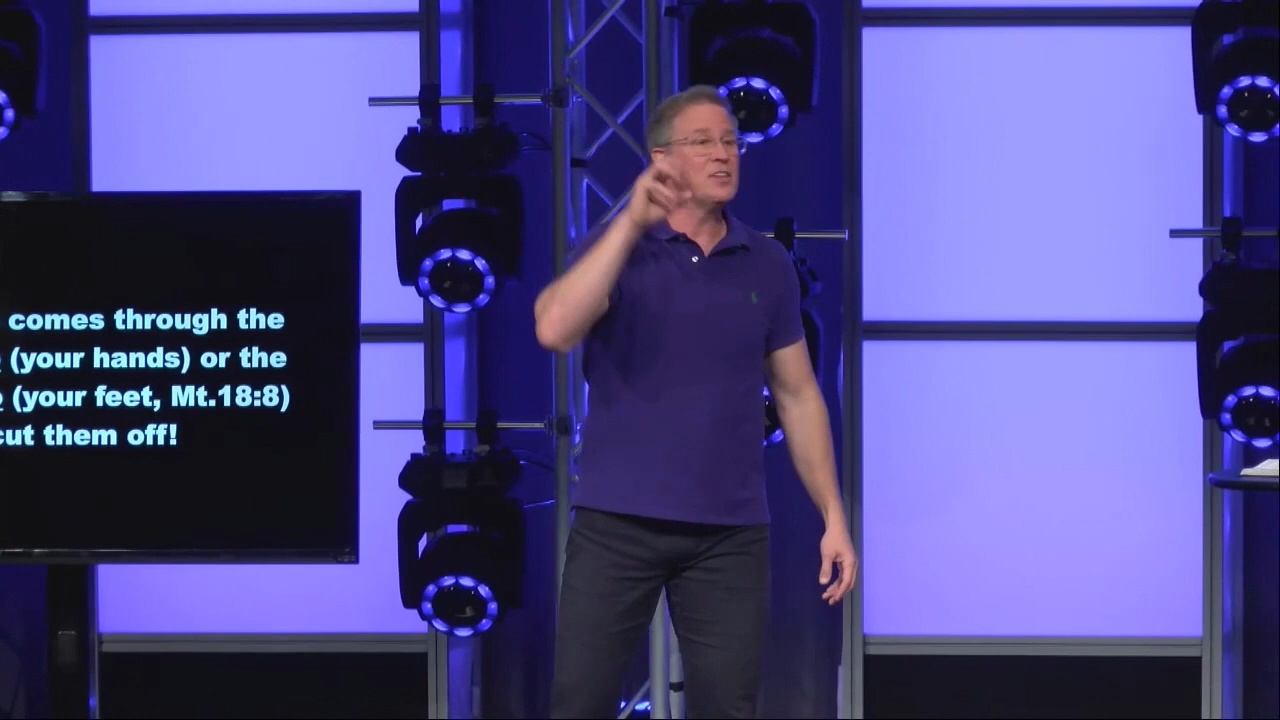 comes through the
(your hands) or the
(your feet, Mt.18:8)
cut them off!